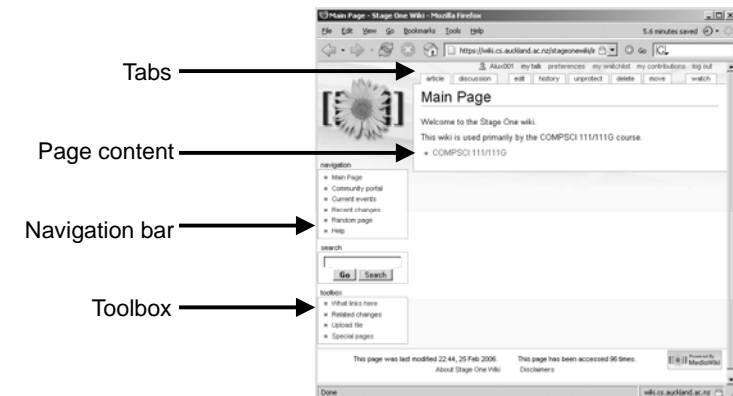 Main Page - Stage One Wiki - Mozilla Firefox
File Edit View Go Bookmarks Tools Help
5.6 minutes saved
https://wiki.cs.auckland.ac.nz/stageonewiki/ Go
Alux001 my talk preferences my watchlist my contributions log out
Tabs
article discussion edit history unprotect delete move watch
Main Page
Welcome to the Stage One wiki.
This wiki is used primarily by the COMPSCI 111/111G course.
Page content
COMPSCI 111/111G
navigation
Main Page
Community portal
Current events
Recent changes
Navigation bar
Random page
Help
search
Go Search
toolbox
Toolbox
What links here
Related changes
Upload file
Special pages
This page was last modified 22:44, 25 Feb 2006. This page has been accessed 96 times.
Powered By
MediaWiki
About Stage One Wiki Disclaimers
Done wiki.cs.auckland.ac.nz